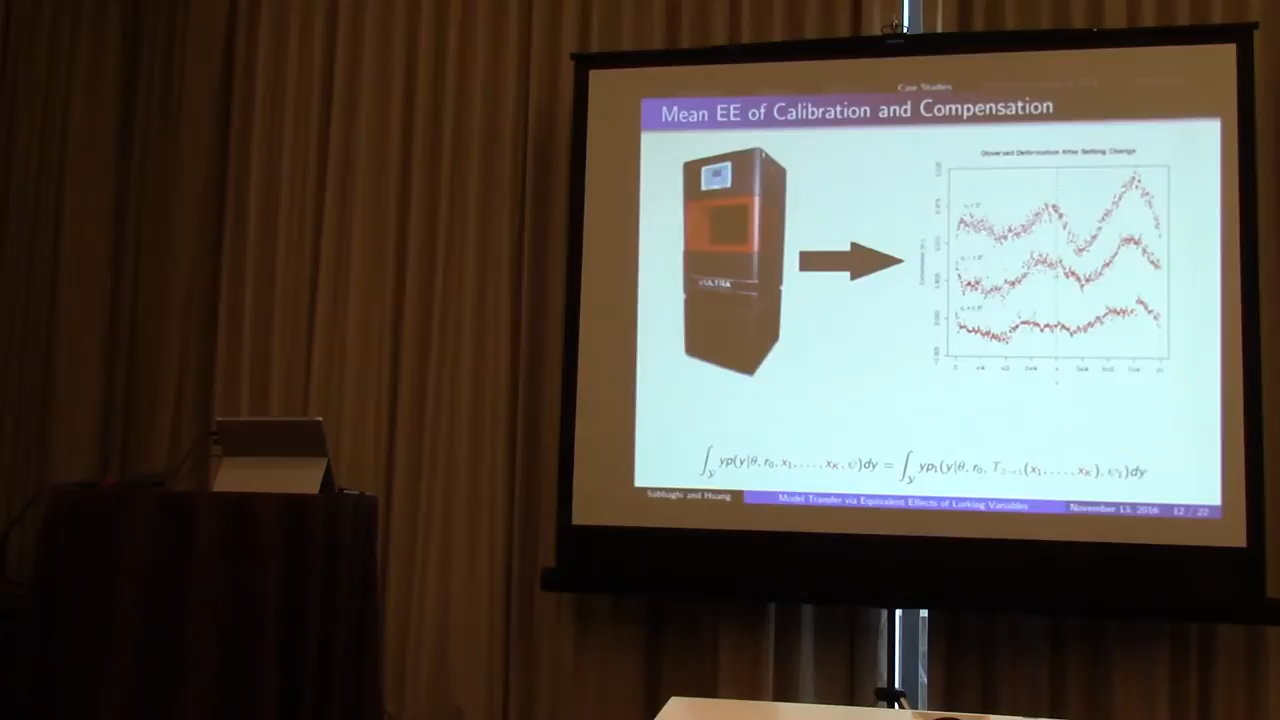 Case Studies
Mean EE of Calibration and Compensation
ULTRA
Observed Deformation After Setting Change
∫_y yp(y|θ, r₀, x₁, . . . , x_K, ψ)dy = ∫_y yp₁(y|θ, r₀, T₂→₁(x₁, . . . , x_K), ψ₁)dy
Sabbaghi and Huang
Model Transfer via Equivalent Effects of Lurking Variables
November 13, 2016 12 / 22